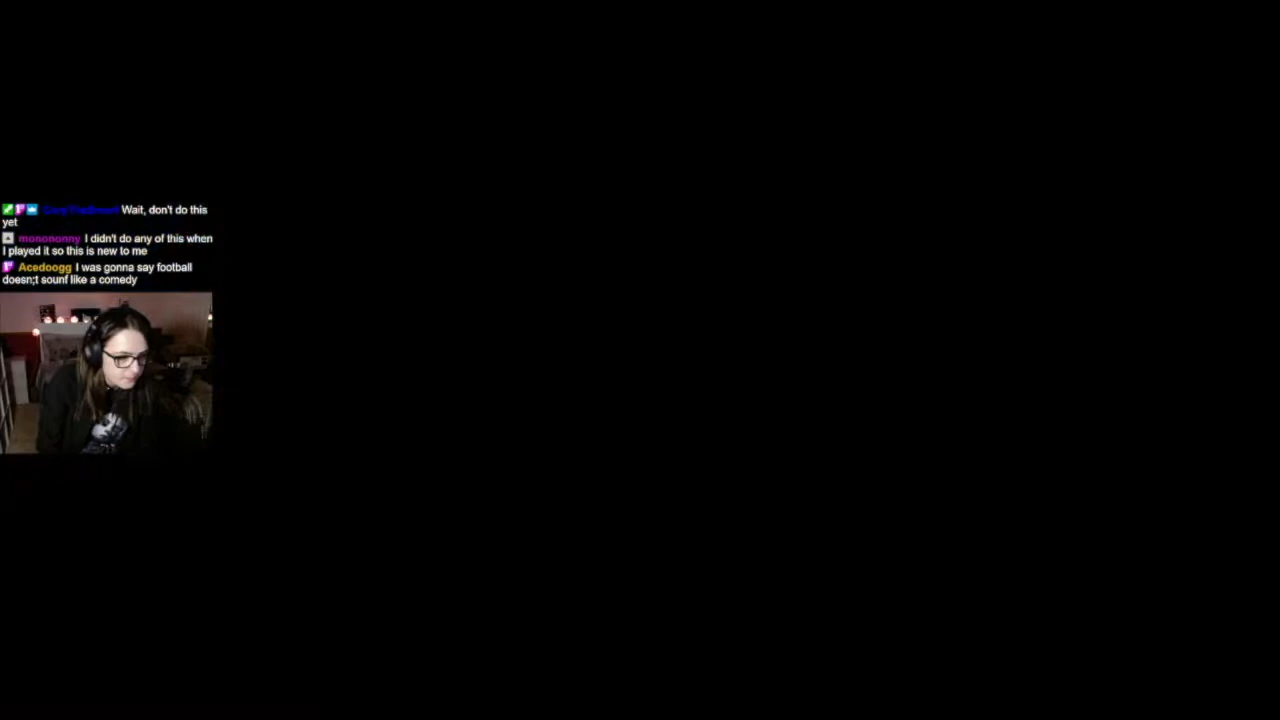 Wait, don't do this
yet
monononny I didn't do any of this when
I played it so this is new to me
Acedoogg I was gonna say football
doesn;t sounf like a comedy